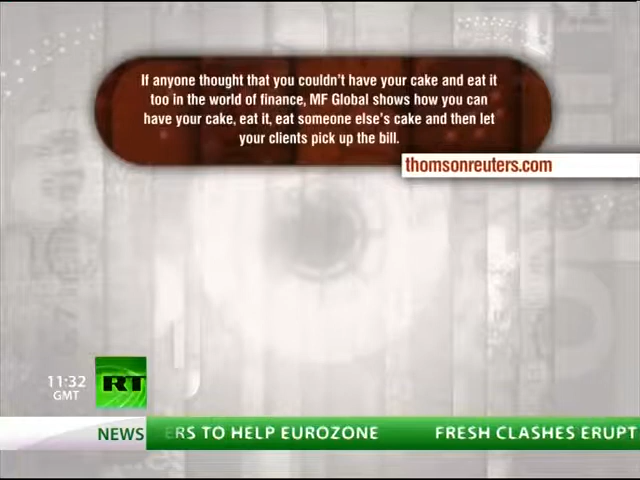 If anyone thought that you couldn't have your cake and eat it
too in the world of finance, MF Global shows how you can
have your cake, eat it, eat someone else's cake and then let
your clients pick up the bill.
thomsonreuters.com
11:32
GMT
RT
NEWS
ERS TO HELP EUROZONE FRESH CLASHES ERUPT